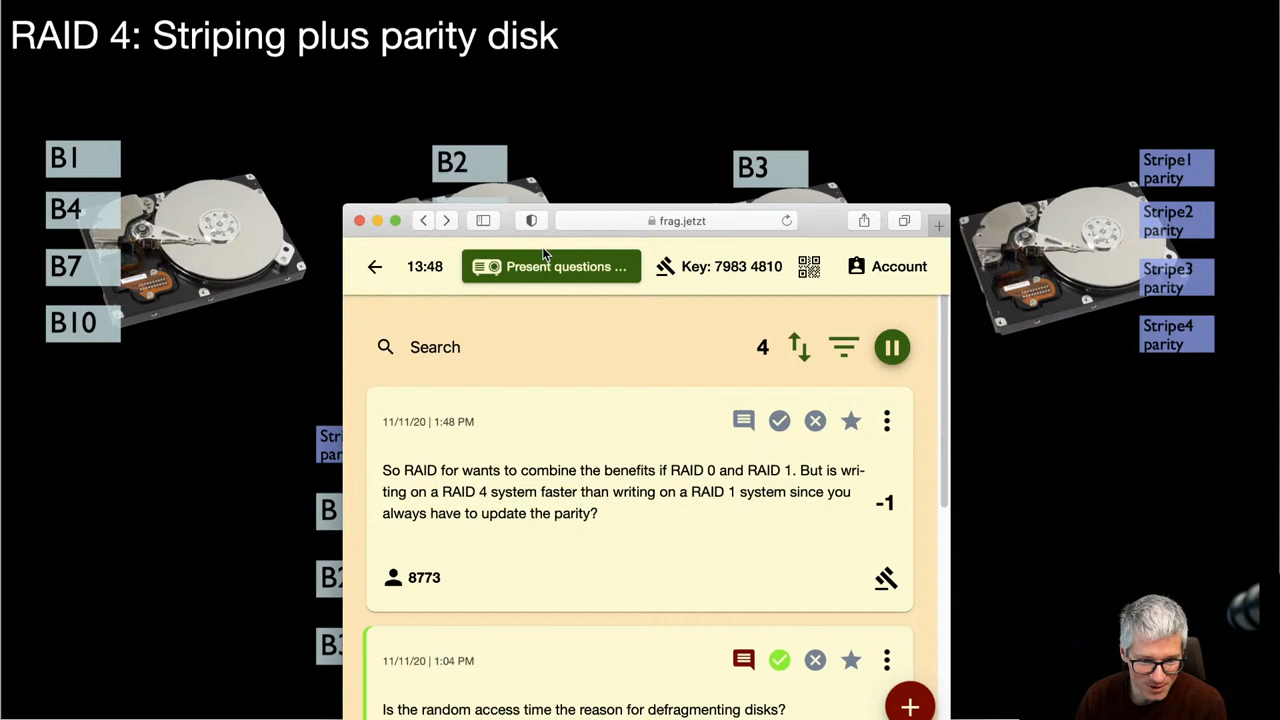 RAID 4: Striping plus parity disk
B1
B2
B3
Stripe1
parity
B4
Stripe2
parity
B7
Stripe3
parity
B10
Stripe4
parity
frag.jetzt
13:48
Present questions ...
Key: 7983 4810
Account
Search
4
11/11/20 | 1:48 PM
So RAID for wants to combine the benefits if RAID 0 and RAID 1. But is wri-
ting on a RAID 4 system faster than writing on a RAID 1 system since you
always have to update the parity?
-1
8773
11/11/20 | 1:04 PM
Is the random access time the reason for defragmenting disks?